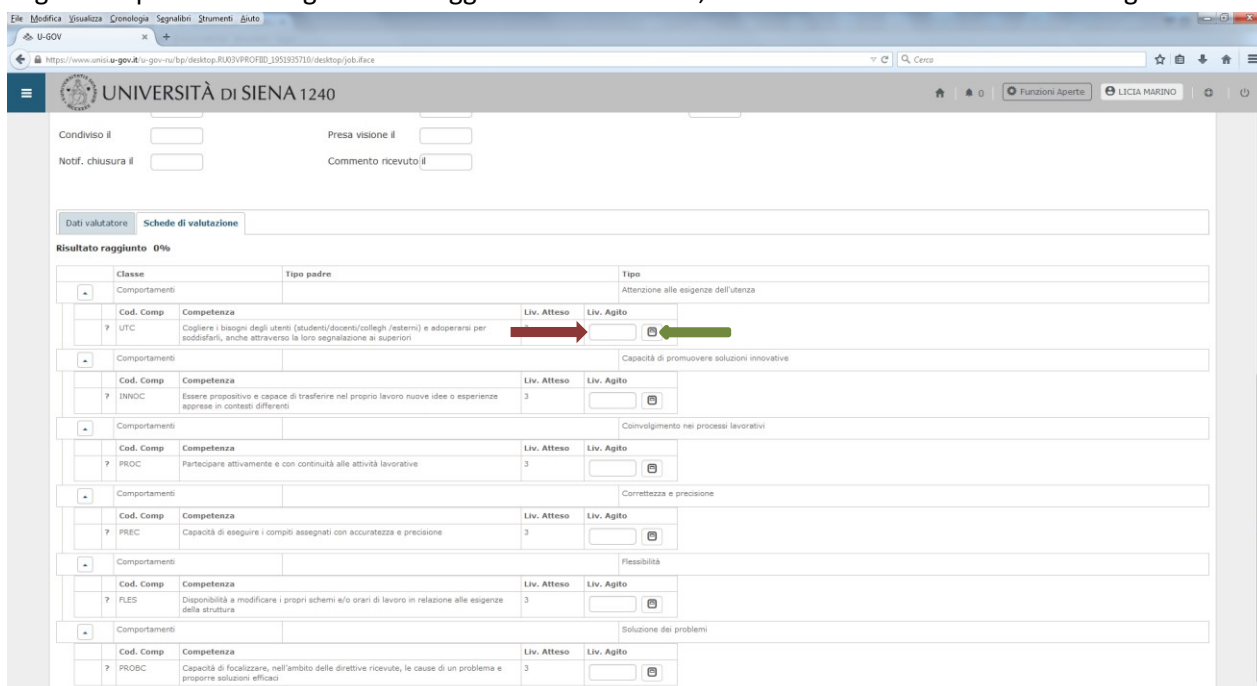 File Modifica Visualizza Cronologia Segnalibri Strumenti Aiuto
U-GOV × +
https://www.unisi.u-gov.it/u-gov-ru/bp/desktop.RU03VPROFIID_1951935710/desktop/job.iface Cerca
UNIVERSITÀ DI SIENA 1240 0 Funzioni Aperte LICIA MARINO
Condiviso il Presa visione il
Notif. chiusura il Commento ricevuto il
Dati valutatore Schede di valutazione
Risultato raggiunto 0%
Classe Tipo padre Tipo
Comportamenti Attenzione alle esigenze dell'utenza
Cod. Comp Competenza Liv. Atteso Liv. Agito
? UTC Cogliere i bisogni degli utenti (studenti/docenti/collegh /esterni) e adoperarsi per
soddisfarli, anche attraverso la loro segnalazione ai superiori
Comportamenti Capacità di promuovere soluzioni innovative
Cod. Comp Competenza Liv. Atteso Liv. Agito
? INNOC Essere propositivo e capace di trasferire nel proprio lavoro nuove idee o esperienze 3
apprese in contesti differenti
Comportamenti Coinvolgimento nei processi lavorativi
Cod. Comp Competenza Liv. Atteso Liv. Agito
? PROC Partecipare attivamente e con continuità alle attività lavorative 3
Comportamenti Correttezza e precisione
Cod. Comp Competenza Liv. Atteso Liv. Agito
? PREC Capacità di eseguire i compiti assegnati con accuratezza e precisione 3
Comportamenti Flessibilità
Cod. Comp Competenza Liv. Atteso Liv. Agito
? FLES Disponibilità a modificare i propri schemi e/o orari di lavoro in relazione alle esigenze 3
della struttura
Comportamenti Soluzione dei problemi
Cod. Comp Competenza Liv. Atteso Liv. Agito
? PROBC Capacità di focalizzare, nell'ambito delle direttive ricevute, le cause di un problema e 3
proporre soluzioni efficaci